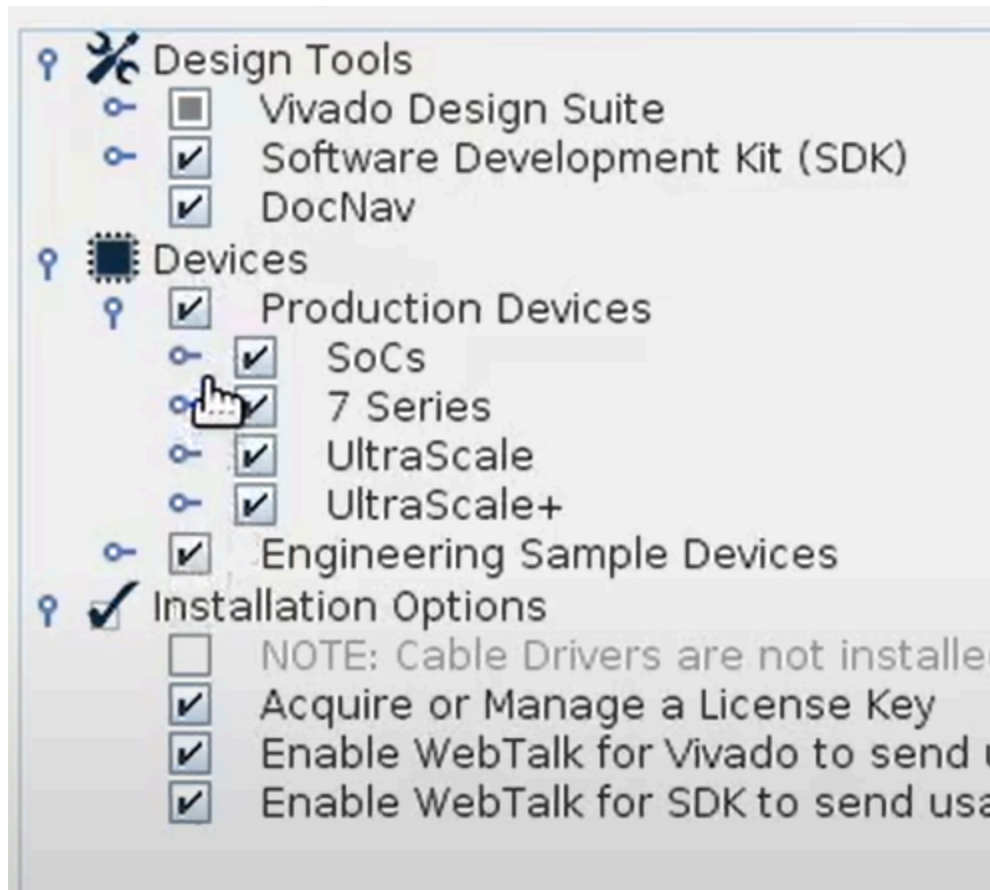 Design Tools
Vivado Design Suite
Software Development Kit (SDK)
DocNav
Devices
Production Devices
SoCs
7 Series
UltraScale
UltraScale+
Engineering Sample Devices
Installation Options
NOTE: Cable Drivers are not
Acquire or Manage a License Key
Enable WebTalk for Vivado to send
Enable WebTalk for SDK to send